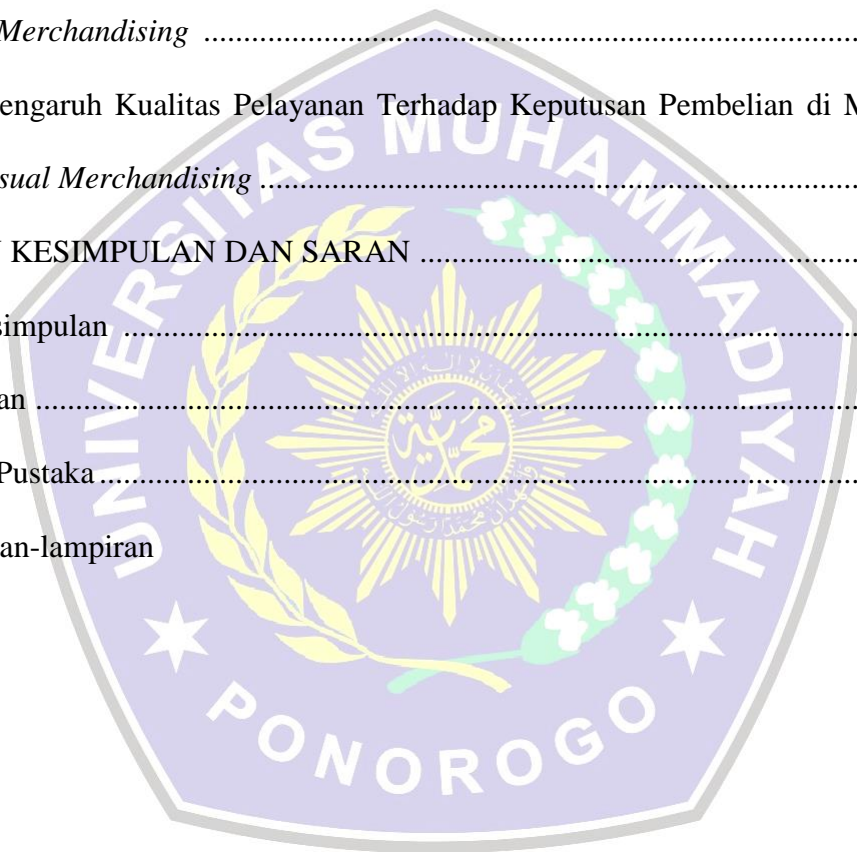 Merchandising ................................................................................
engaruh Kualitas Pelayanan Terhadap Keputusan Pembelian di M
sual Merchandising ...........................................................................
KESIMPULAN DAN SARAN ......................................................
simpulan ............................................................................................
an .......................................................................................................
Pustaka ...............................................................................................
an-lampiran
UNIVERSITAS MUHAMMADIYAH
PONOROGO
محمدية